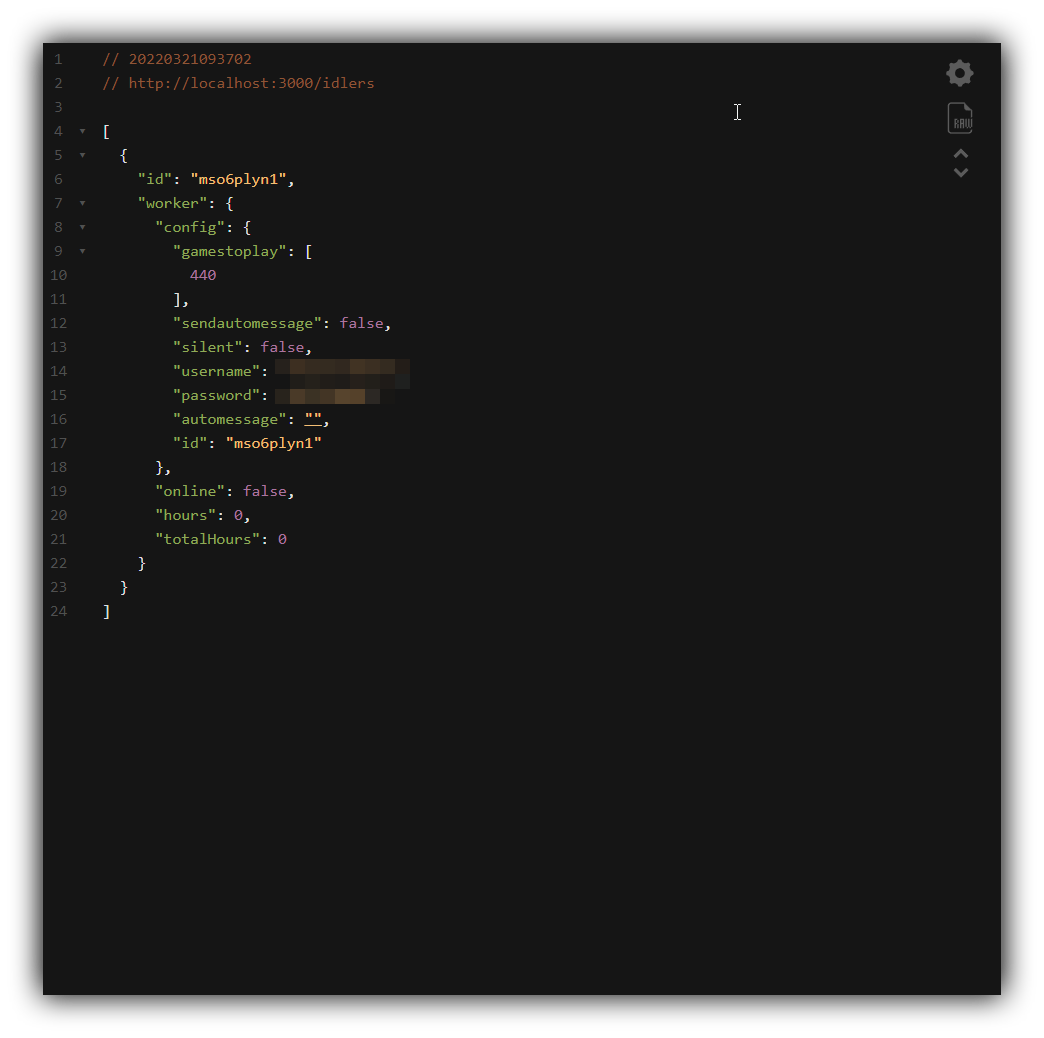 1 // 20220321093702
2 // http://localhost:3000/idlers
3
4 [
5 {
6 "id": "mso6plyn1",
7 "worker": {
8 "config": {
9 "gamestoplay": [
10 440
11 ],
12 "sendautomessage": false,
13 "silent": false,
14 "username":
15 "password":
16 "automessage": "",
17 "id": "mso6plyn1"
18 },
19 "online": false,
20 "hours": 0,
21 "totalHours": 0
22 }
23 }
24 ]
RAW